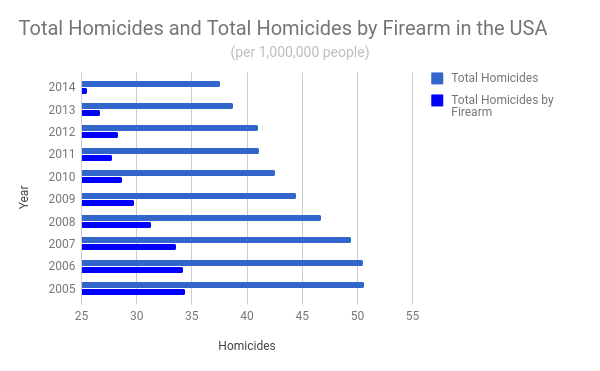 Total Homicides and Total Homicides by Firearm in the USA
(per 1,000,000 people)
Total Homicides
Total Homicides by
Firearm
Year
2014
2013
2012
2011
2010
2009
2008
2007
2006
2005
25 30 35 40 45 50 55
Homicides